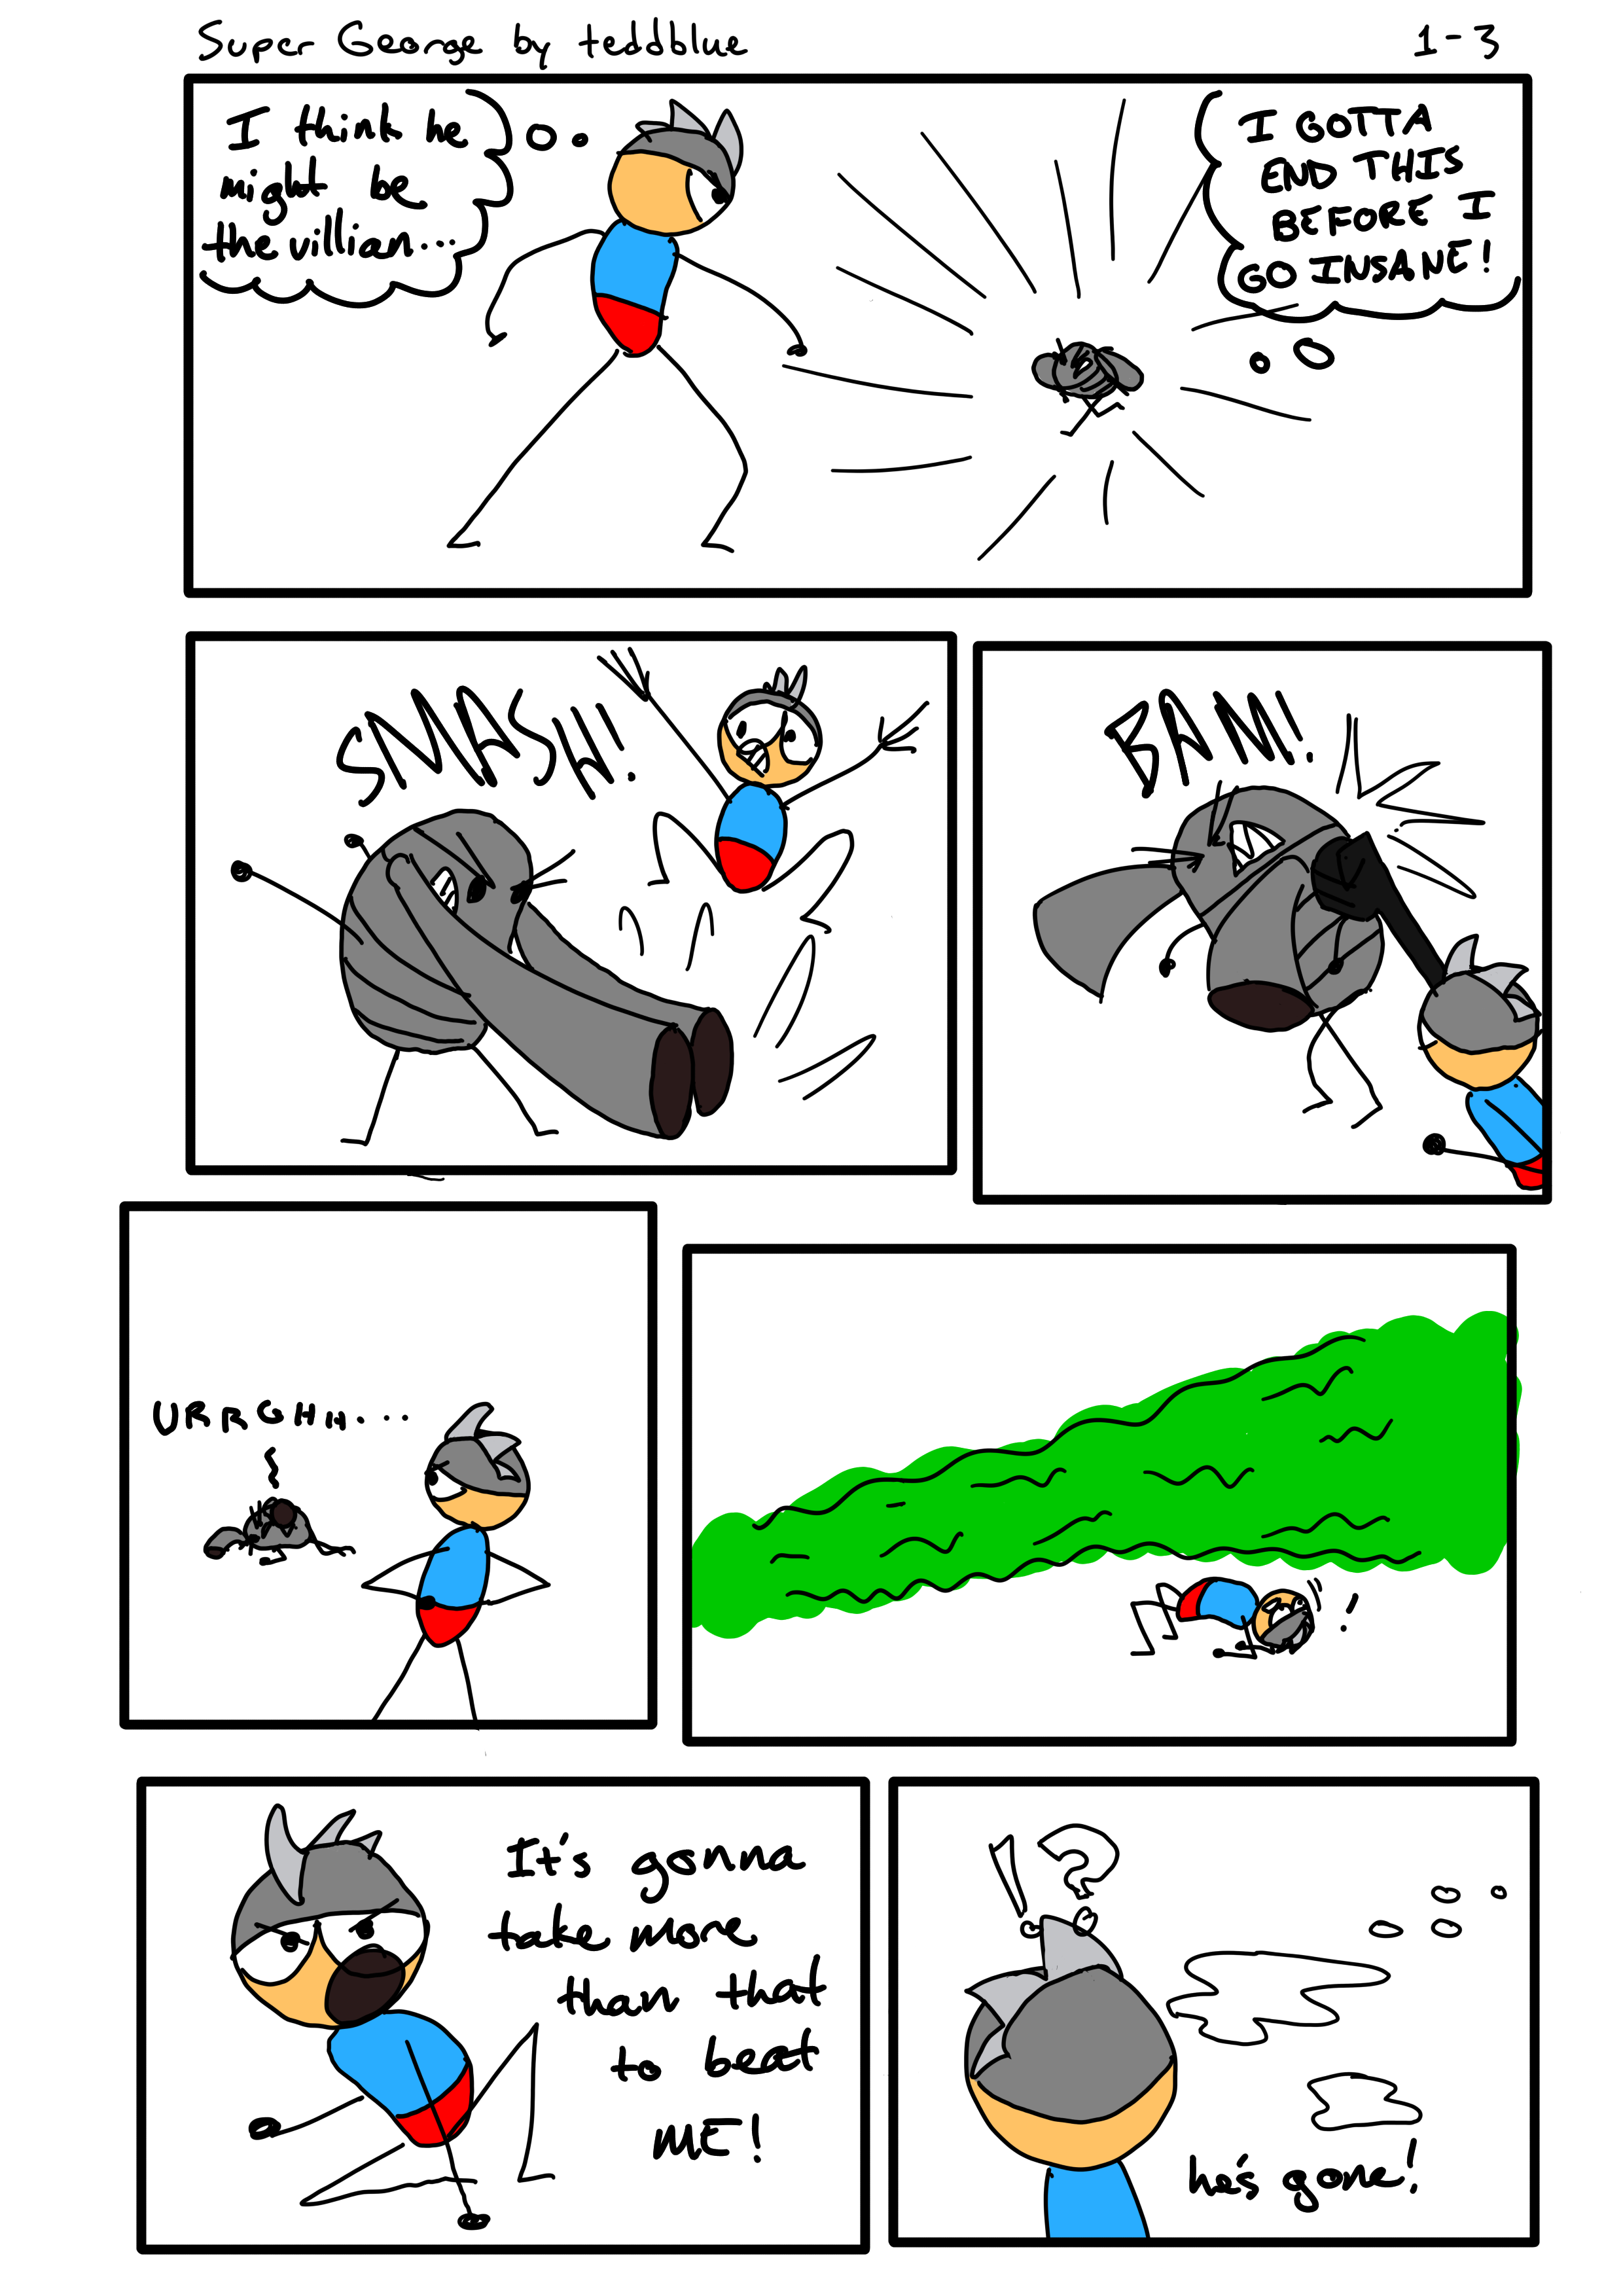 Super George by teddblue
1-3
I think he
might be
the villian...
I GOTTA
END THIS
BEFORE I
GO INSANE!
SMASH!
BAM!
URRGHH....
!
It's gonna
take more
than that
to beat
ME!
!?
he's gone!